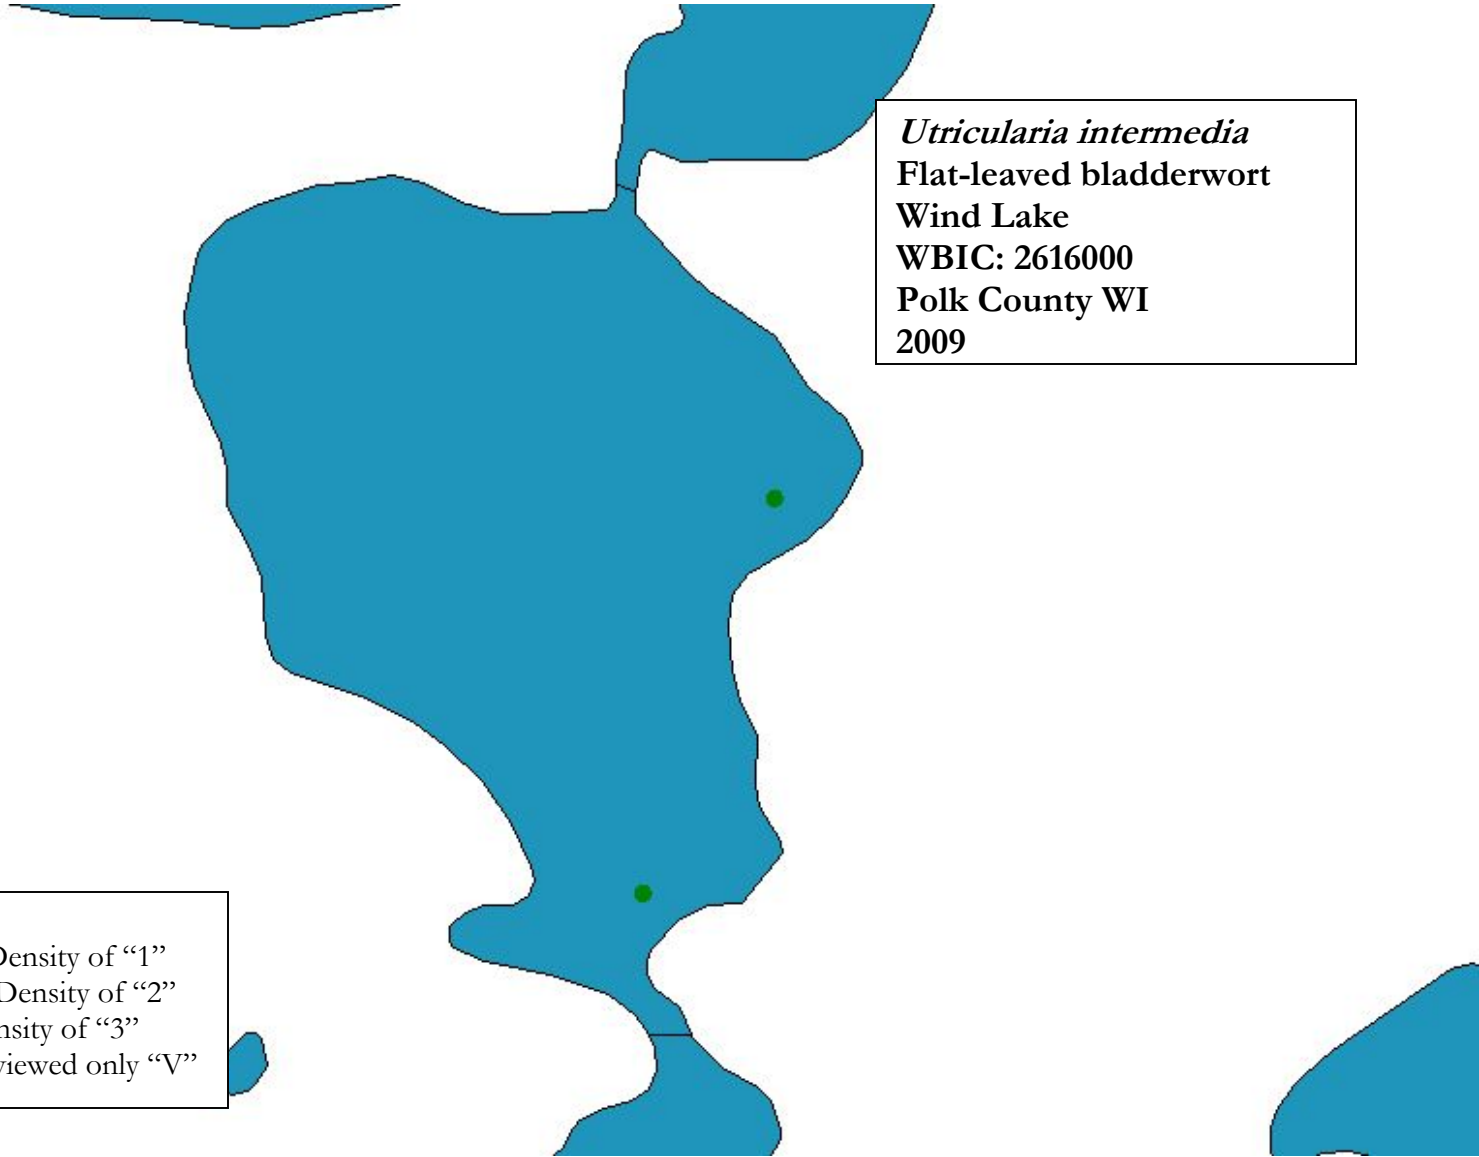 Utricularia intermedia
Flat-leaved bladderwort
Wind Lake
WBIC: 2616000
Polk County WI
2009
Density of “1”
Density of “2”
nsity of “3”
viewed only “V”